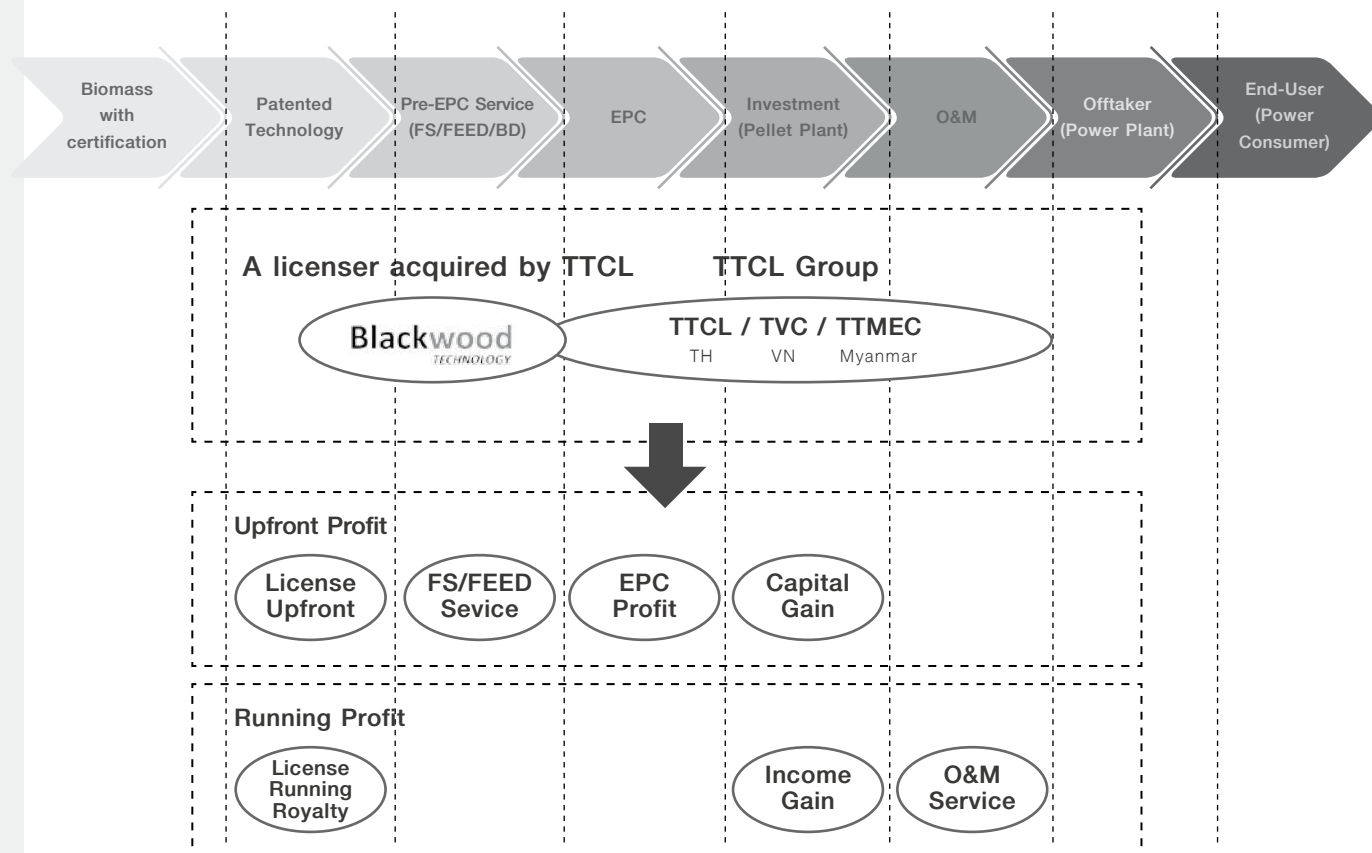 Biomass
with
certification
Patented
Technology
Pre-EPC Service
(FS/FEED/BD)
EPC
Investment
(Pellet Plant)
O&M
Offtaker
(Power Plant)
End-User
(Power
Consumer)
A licenser acquired by TTCL
TTCL Group
Blackwood
TECHNOLOGY
TTCL / TVC / TTMEC
TH VN Myanmar
Upfront Profit
License
Upfront
FS/FEED
Sevice
EPC
Profit
Capital
Gain
Running Profit
License
Running
Royalty
Income
Gain
O&M
Service